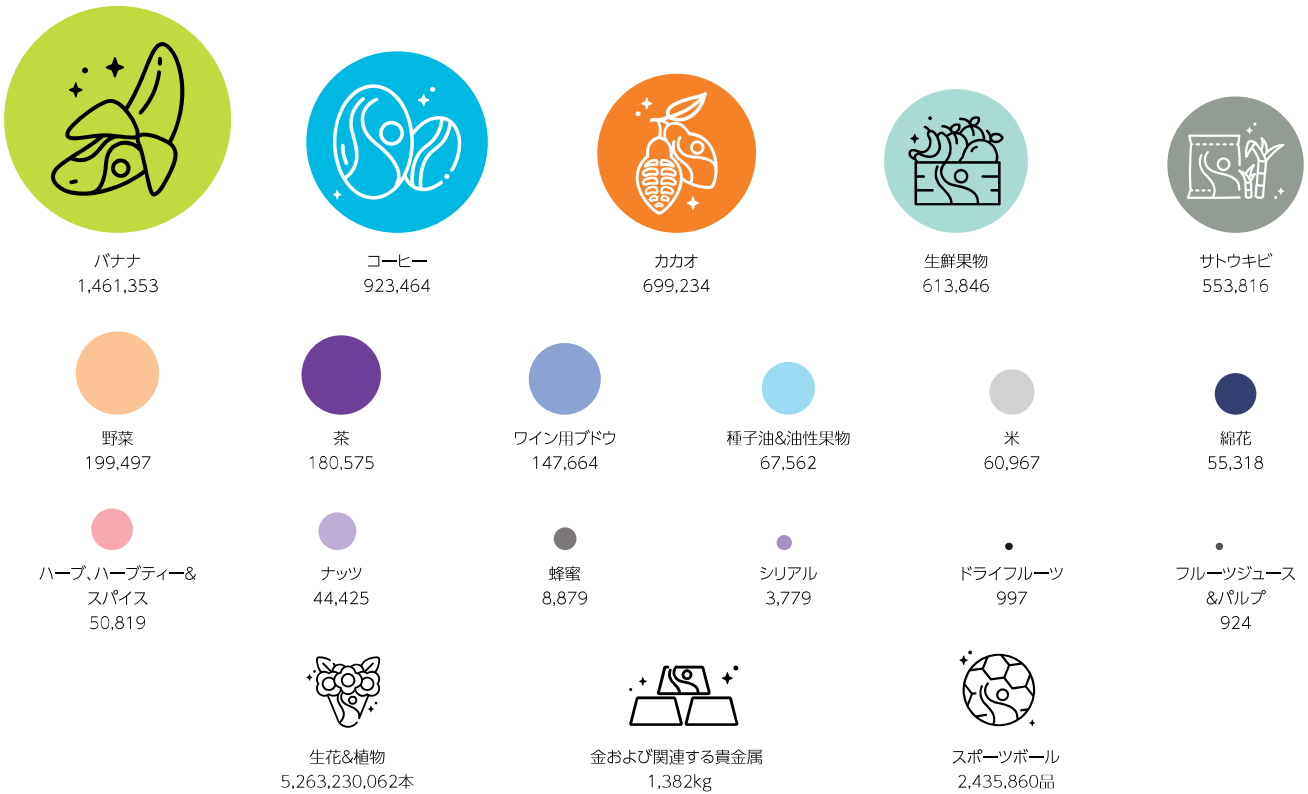 バナナ
1,461,353
コーヒー
923,464
カカオ
699,234
生鮮果物
613,846
サトウキビ
553,816
野菜
199,497
茶
180,575
ワイン用ブドウ
147,664
種子油&油性果物
67,562
米
60,967
綿花
55,318
ハーブ、ハーブティー&
スパイス
50,819
ナッツ
44,425
蜂蜜
8,879
シリアル
3,779
ドライフルーツ
997
フルーツジュース
&パルプ
924
生花&植物
5,263,230,062本
金および関連する貴金属
1,382kg
スポーツボール
2,435,860品